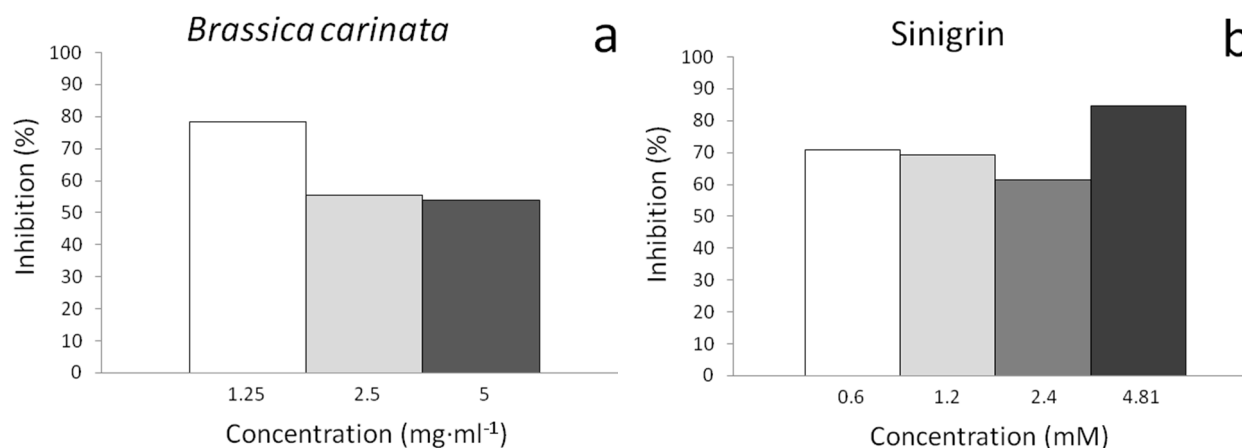 Brassica carinata
a
100
90
80
70
60
50
40
30
20
10
0
Inhibition (%)
1.25 2.5 5
Concentration (mg·ml⁻¹)
Sinigrin
b
100
90
80
70
60
50
40
30
20
10
0
Inhibition (%)
0.6 1.2 2.4 4.81
Concentration (mM)